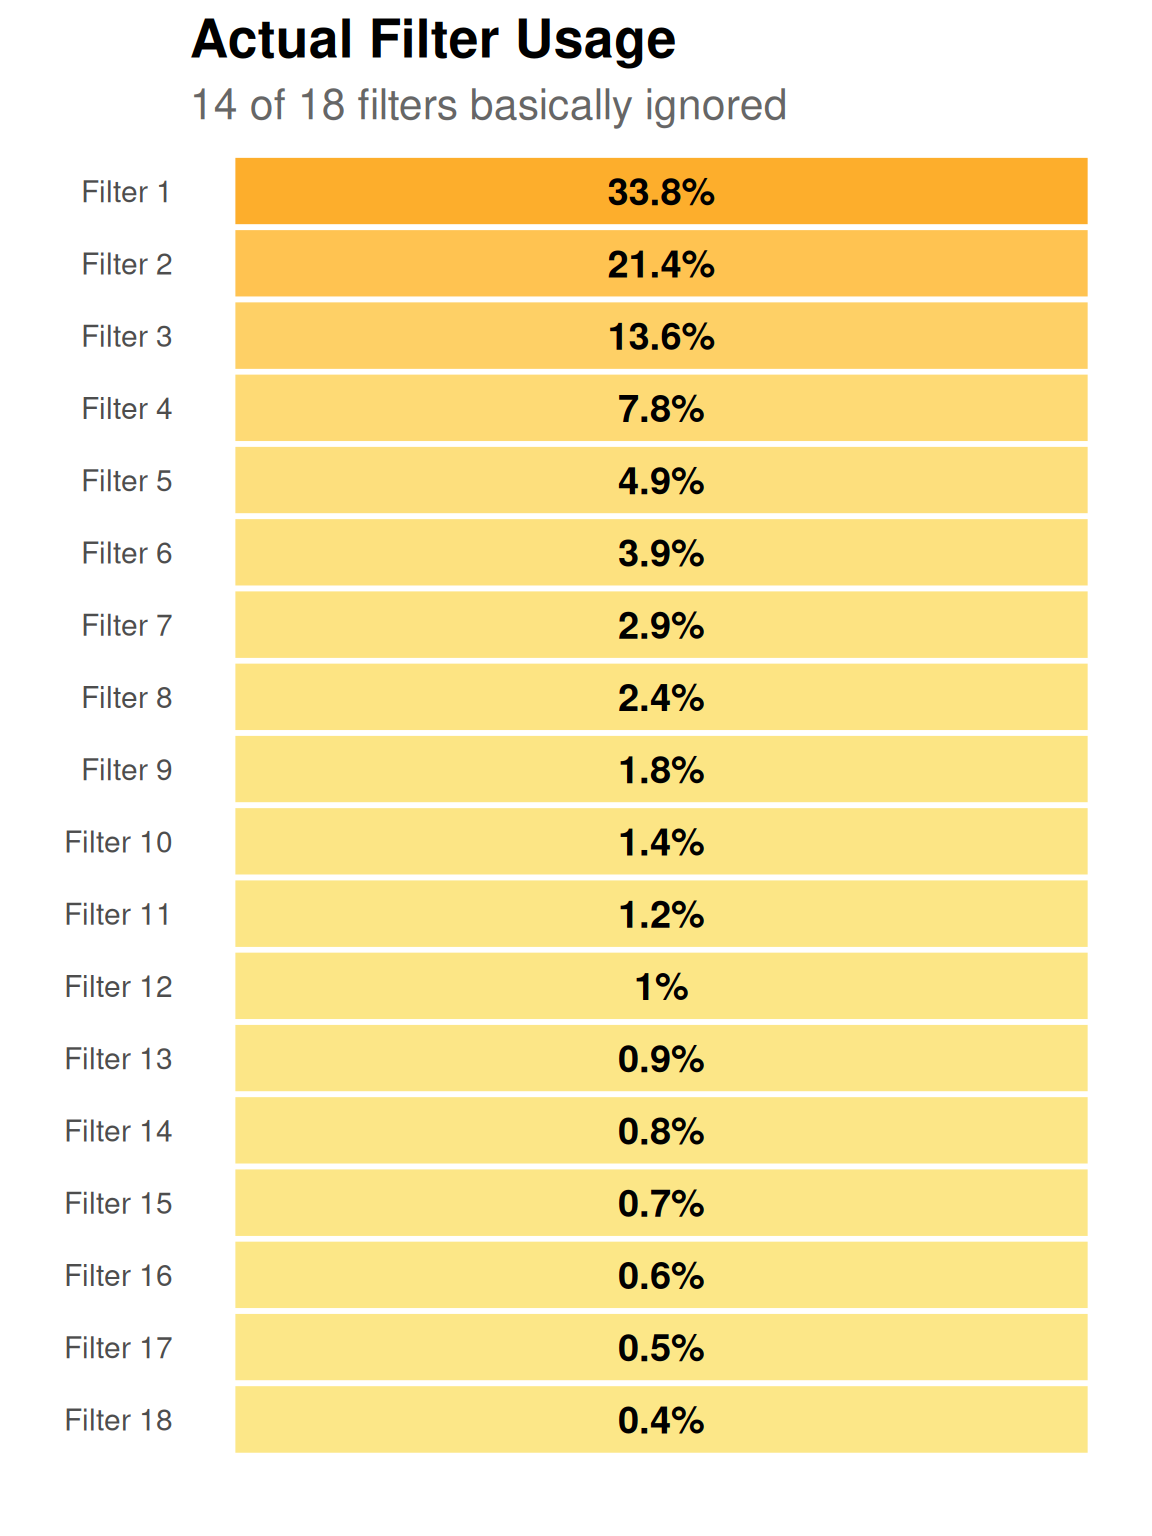 Actual Filter Usage
14 of 18 filters basically ignored
Filter 1 33.8%
Filter 2 21.4%
Filter 3 13.6%
Filter 4 7.8%
Filter 5 4.9%
Filter 6 3.9%
Filter 7 2.9%
Filter 8 2.4%
Filter 9 1.8%
Filter 10 1.4%
Filter 11 1.2%
Filter 12 1%
Filter 13 0.9%
Filter 14 0.8%
Filter 15 0.7%
Filter 16 0.6%
Filter 17 0.5%
Filter 18 0.4%